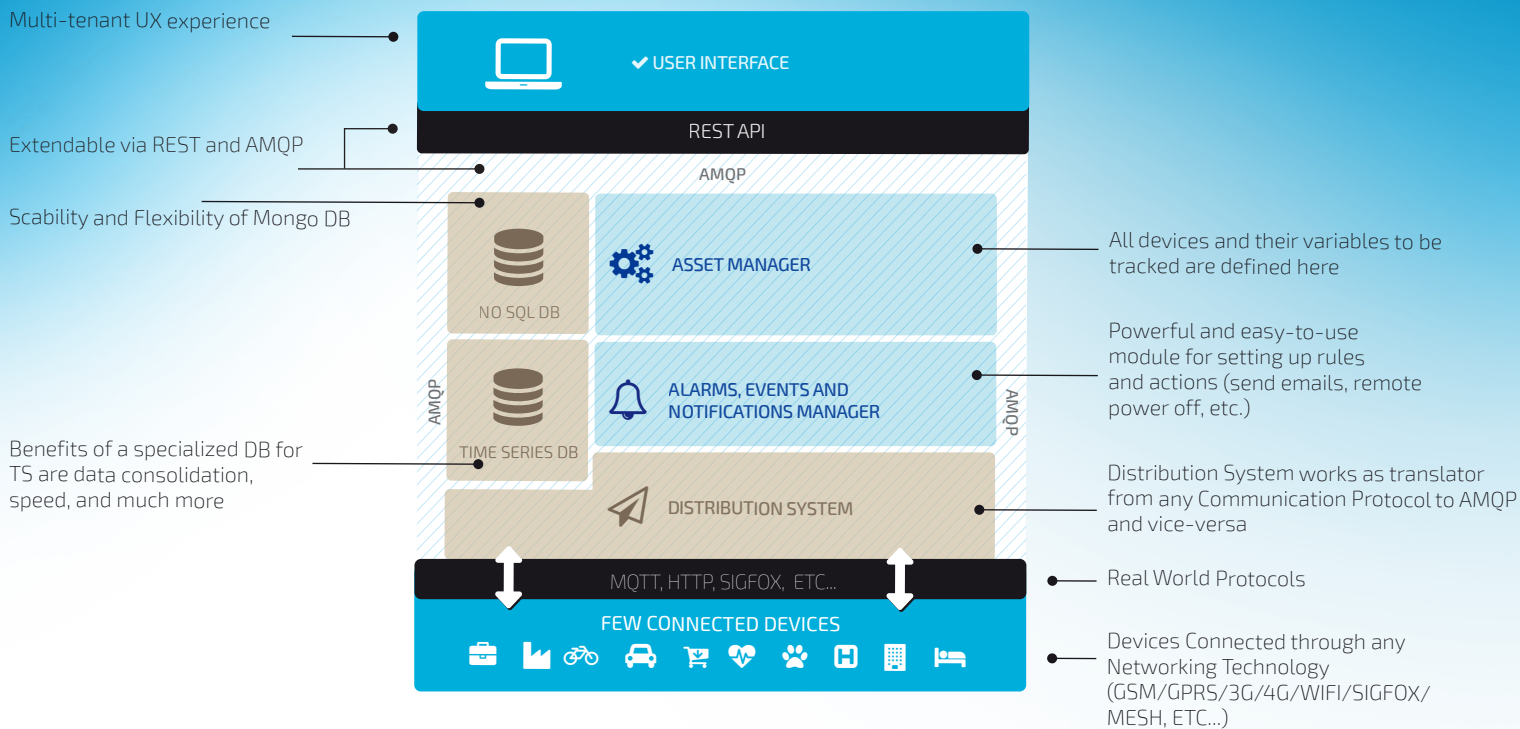 Multi-tenant UX experience
USER INTERFACE
REST API
Extendable via REST and AMQP
AMQP
Scability and Flexibility of Mongo DB
NO SQL DB
ASSET MANAGER
All devices and their variables to be
tracked are defined here
AMQP
TIME SERIES DB
ALARMS, EVENTS AND
NOTIFICATIONS MANAGER
AMQP
Powerful and easy-to-use
module for setting up rules
and actions (send emails, remote
power off, etc.)
Benefits of a specialized DB for
TS are data consolidation,
speed, and much more
DISTRIBUTION SYSTEM
Distribution System works as translator
from any Communication Protocol to AMQP
and vice-versa
MQTT, HTTP, SIGFOX, ETC...
Real World Protocols
FEW CONNECTED DEVICES
H
Devices Connected through any
Networking Technology
(GSM/GPRS/3G/4G/WIFI/SIGFOX/
MESH, ETC...)